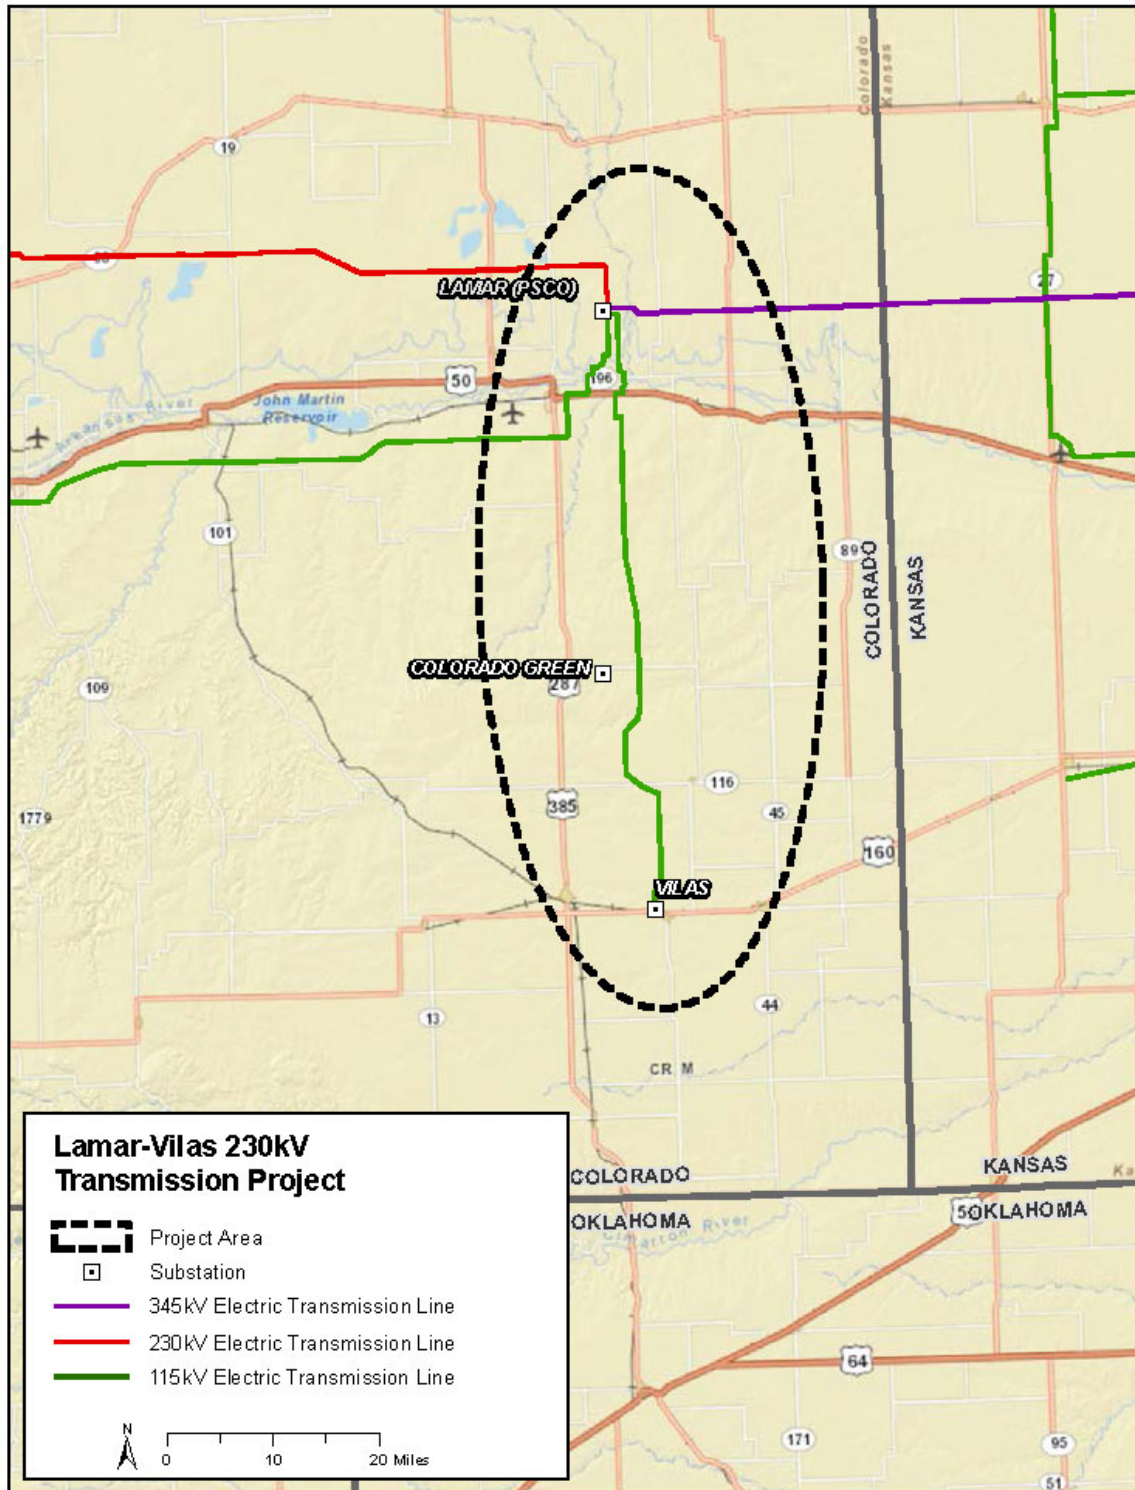 Colorado
Kansas
19
96
27
LAMAR (PSCO)
196
50
John Martin
Reservoir
Arkansas River
101
89
COLORADO
KANSAS
COLORADO GREEN
287
109
116
385
45
1779
160
VILAS
44
13
CR M
COLORADO
KANSAS
OKLAHOMA
OKLAHOMA
Cimarron River
64
171
95
51
Lamar-Vilas 230kV
Transmission Project
Project Area
Substation
345kV Electric Transmission Line
230kV Electric Transmission Line
115kV Electric Transmission Line
N
0 10 20 Miles